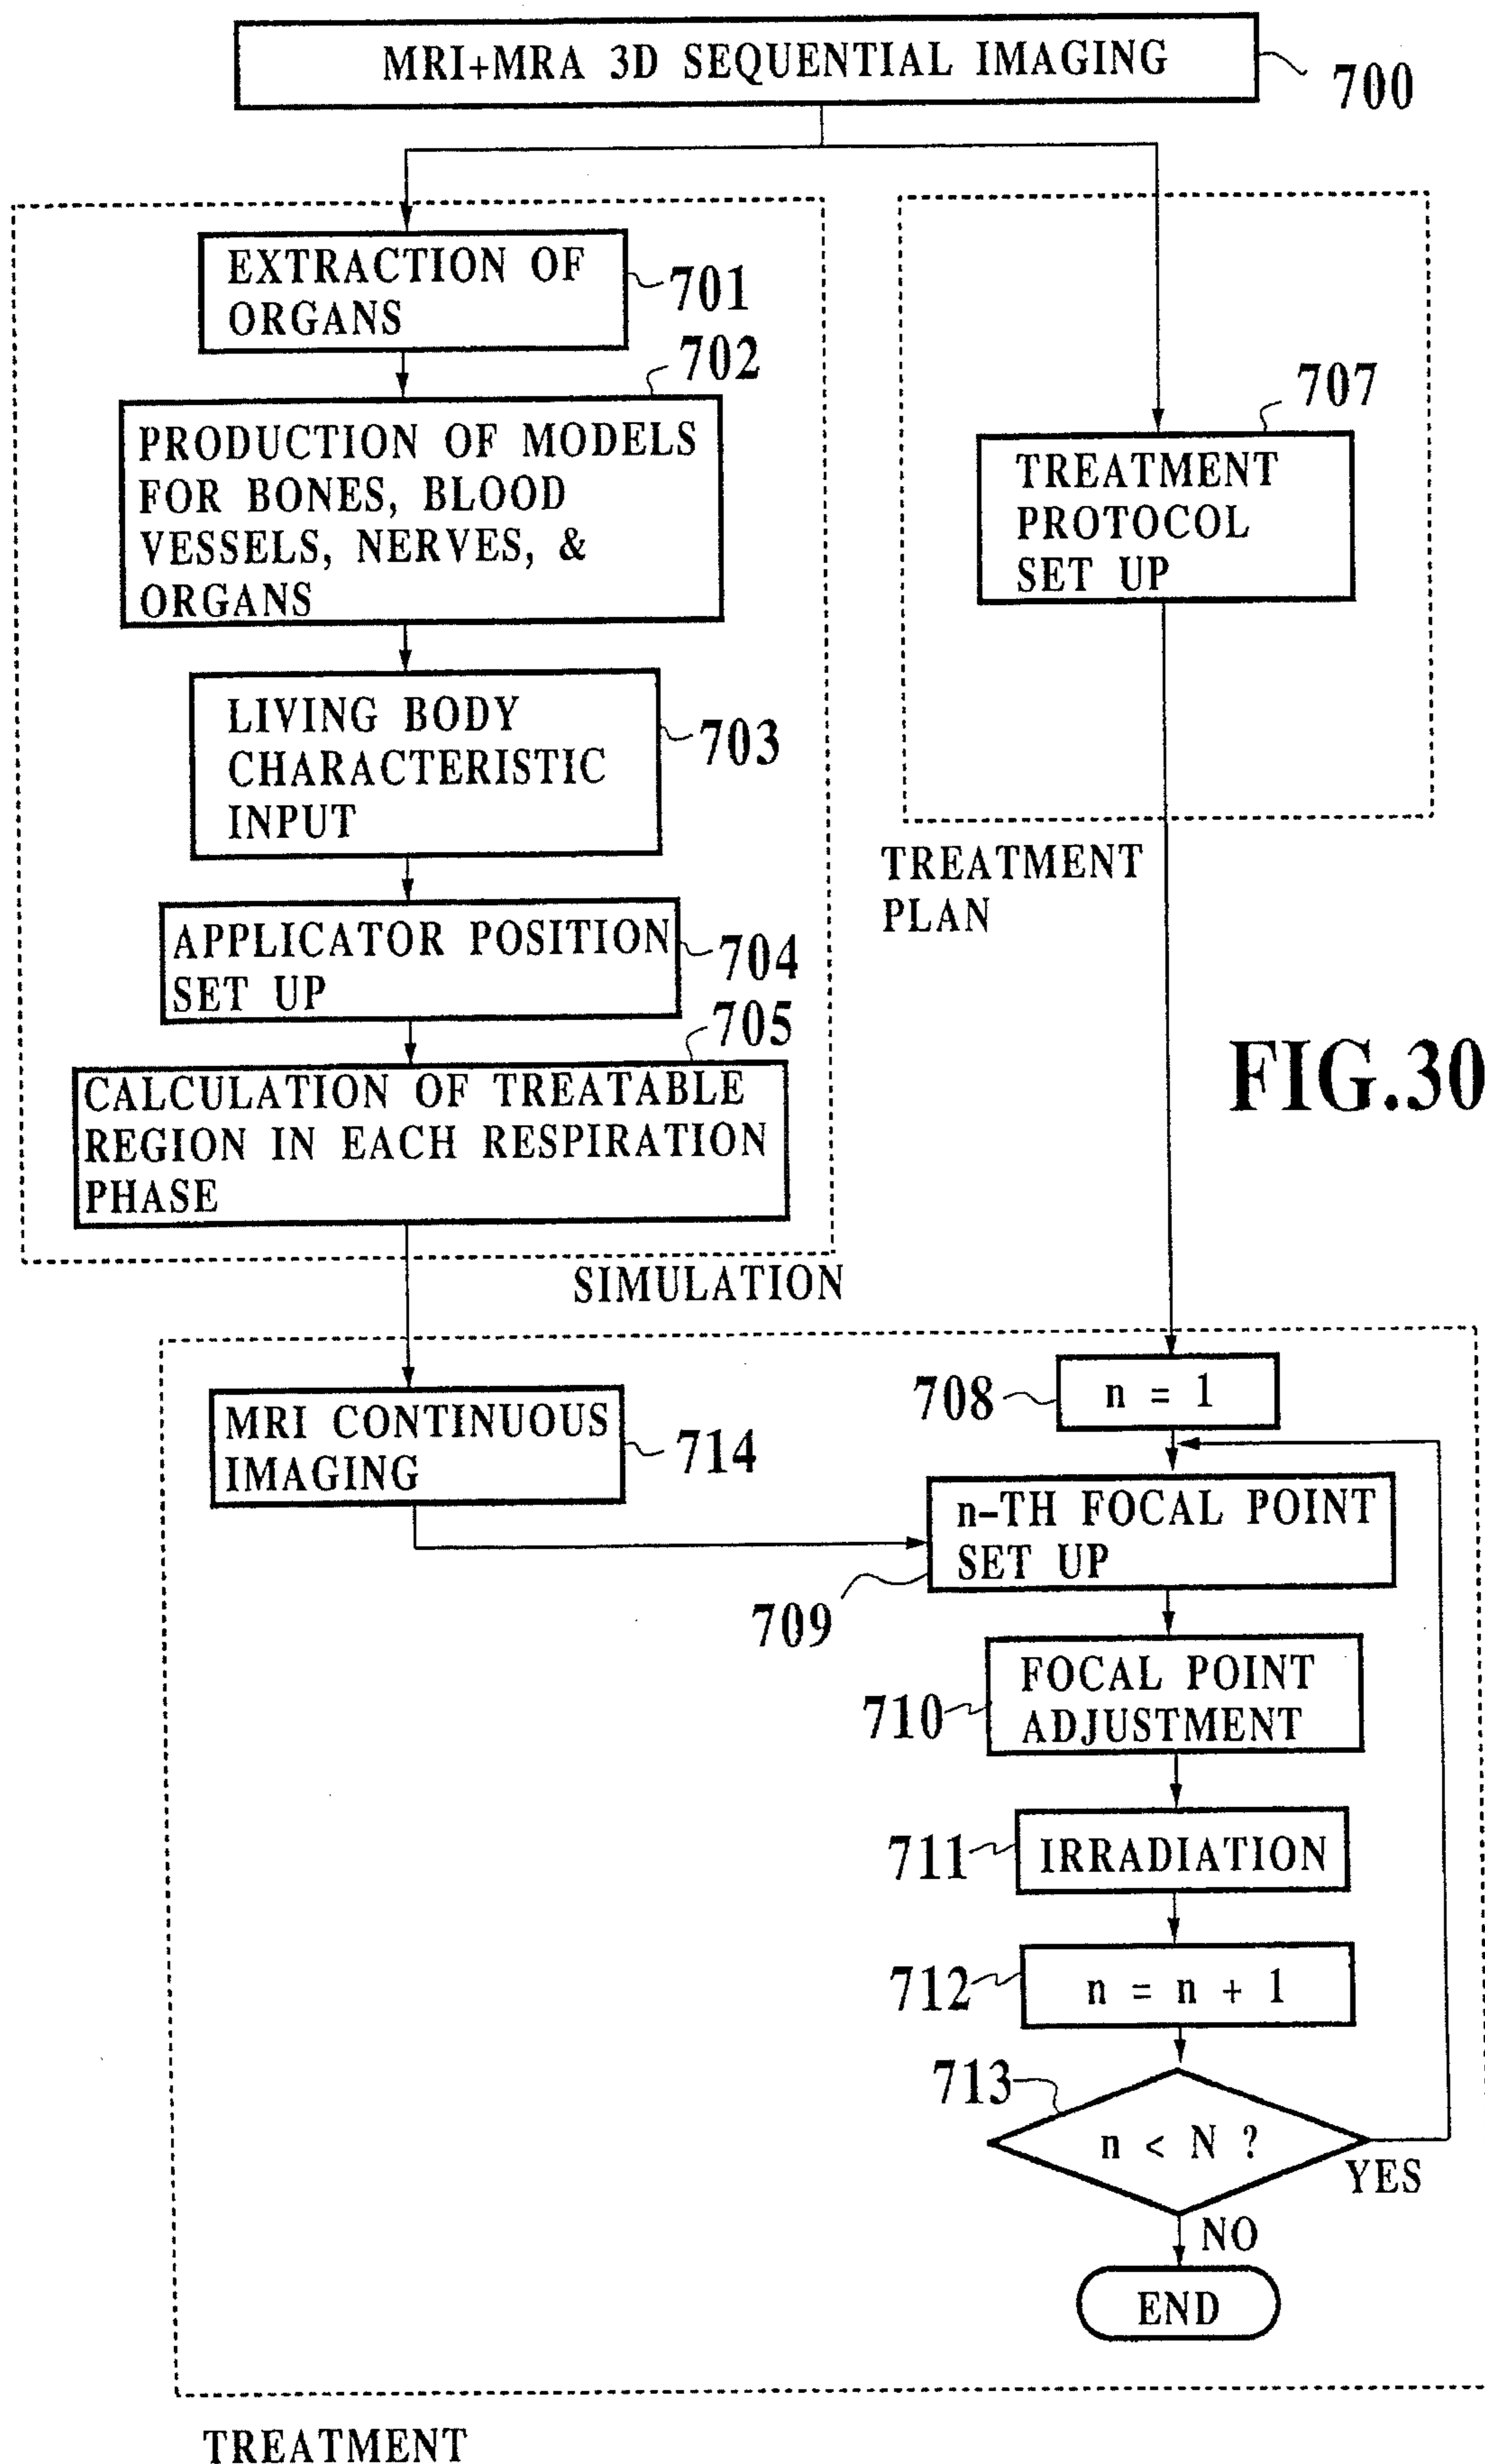 MRI+MRA 3D SEQUENTIAL IMAGING
700
EXTRACTION OF
ORGANS
701
702
PRODUCTION OF MODELS
FOR BONES, BLOOD
VESSELS, NERVES, &
ORGANS
LIVING BODY
CHARACTERISTIC
INPUT
703
APPLICATOR POSITION
SET UP
704
705
CALCULATION OF TREATABLE
REGION IN EACH RESPIRATION
PHASE
SIMULATION
707
TREATMENT
PROTOCOL
SET UP
TREATMENT
PLAN
FIG.30
MRI CONTINUOUS
IMAGING
714
708
n = 1
n-TH FOCAL POINT
SET UP
709
FOCAL POINT
ADJUSTMENT
710
711
IRRADIATION
712
n = n + 1
713
n < N ?
YES
NO
END
TREATMENT